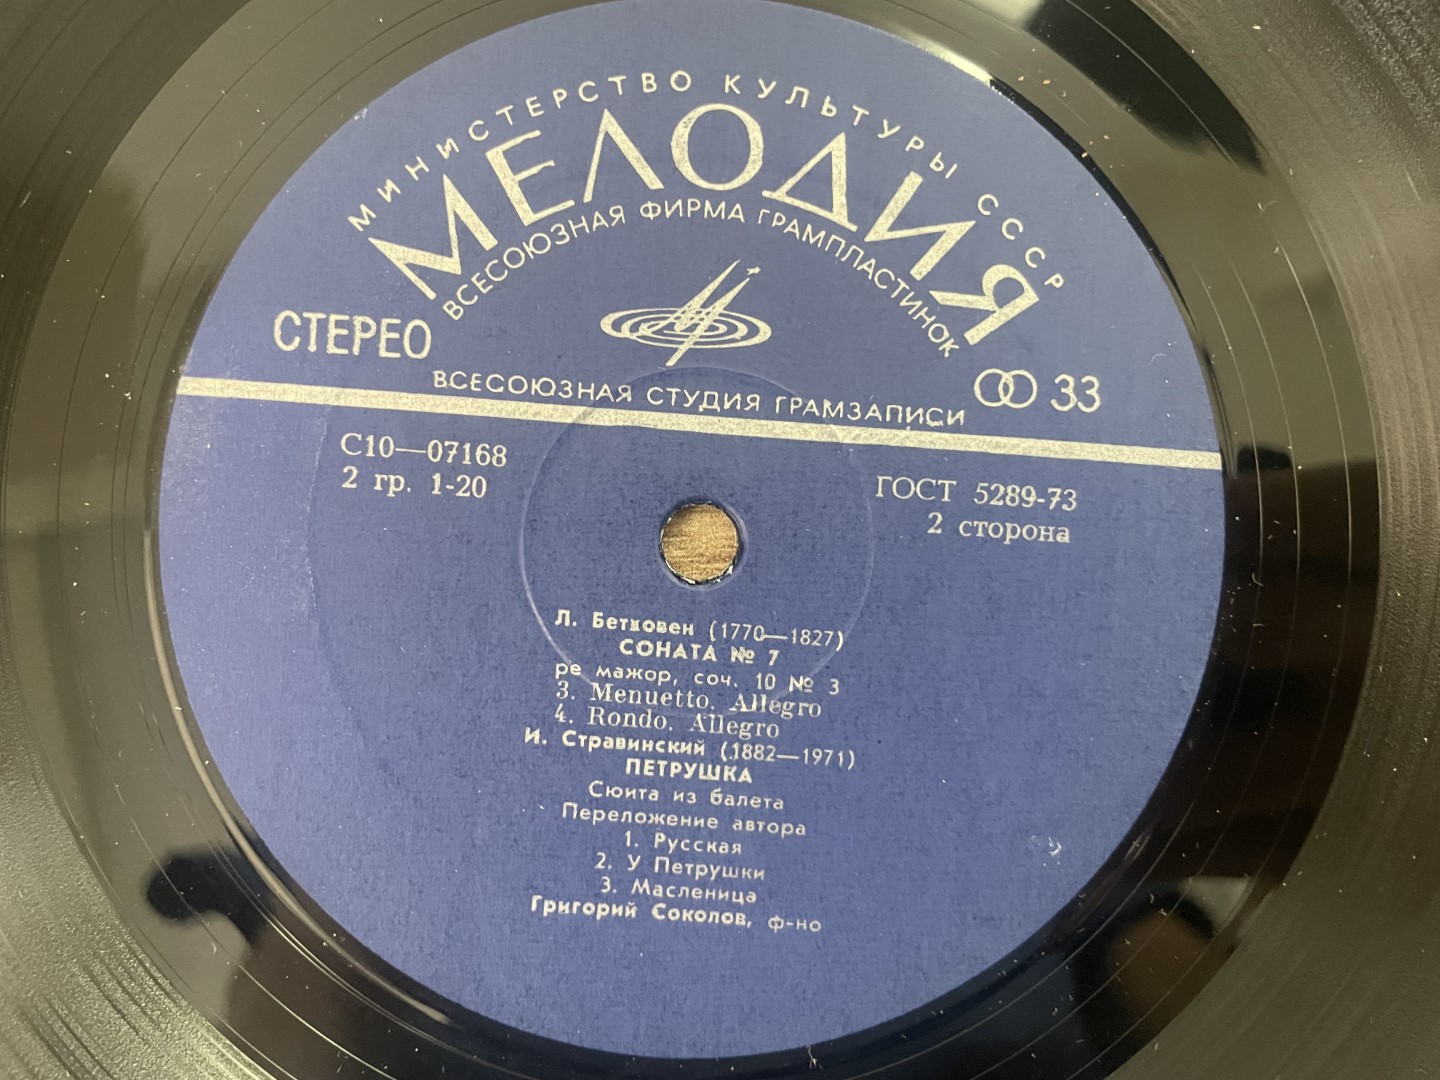 МИНИСТЕРСТВО КУЛЬТУРЫ СССР
МЕЛОДИЯ
ВСЕСОЮЗНАЯ ФИРМА ГРАМПЛАСТИНОК
СТЕРЕО
33
ВСЕСОЮЗНАЯ СТУДИЯ ГРАМЗАПИСИ
С10—07168
2 гр. 1-20
ГОСТ 5289-73
2 сторона
Л. Бетховен (1770—1827)
СОНАТА № 7
ре мажор, соч. 10 № 3
3. Menuetto. Allegro
4. Rondo. Allegro
И. Стравинский (1882—1971)
ПЕТРУШКА
Сюита из балета
Переложение автора
1. Русская
2. У Петрушки
3. Масленица
Григорий Соколов, ф-но